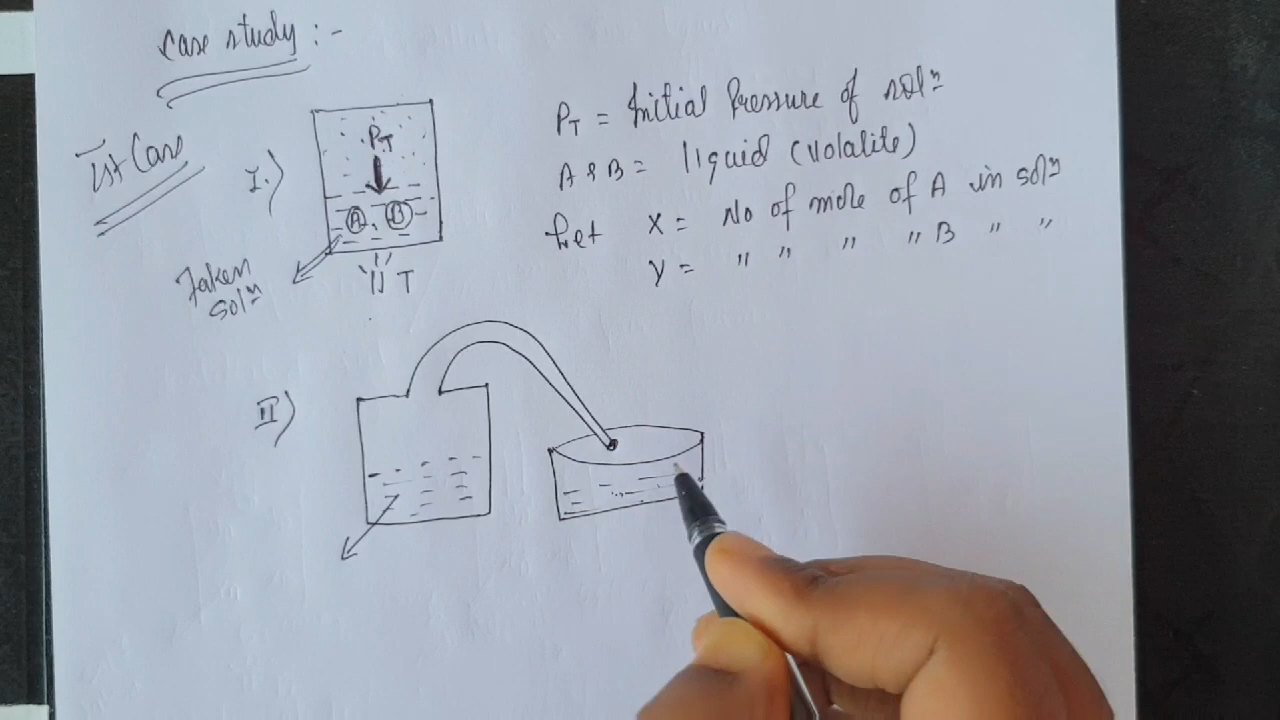 Case study :-
Ist Case
I.)
PT
A, B
T
Taken
solⁿ
PT = Initial Pressure of solⁿ
A & B = liquid (volalite)
Let X = No of mole of A in solⁿ
Y = " " " " B " "
II)